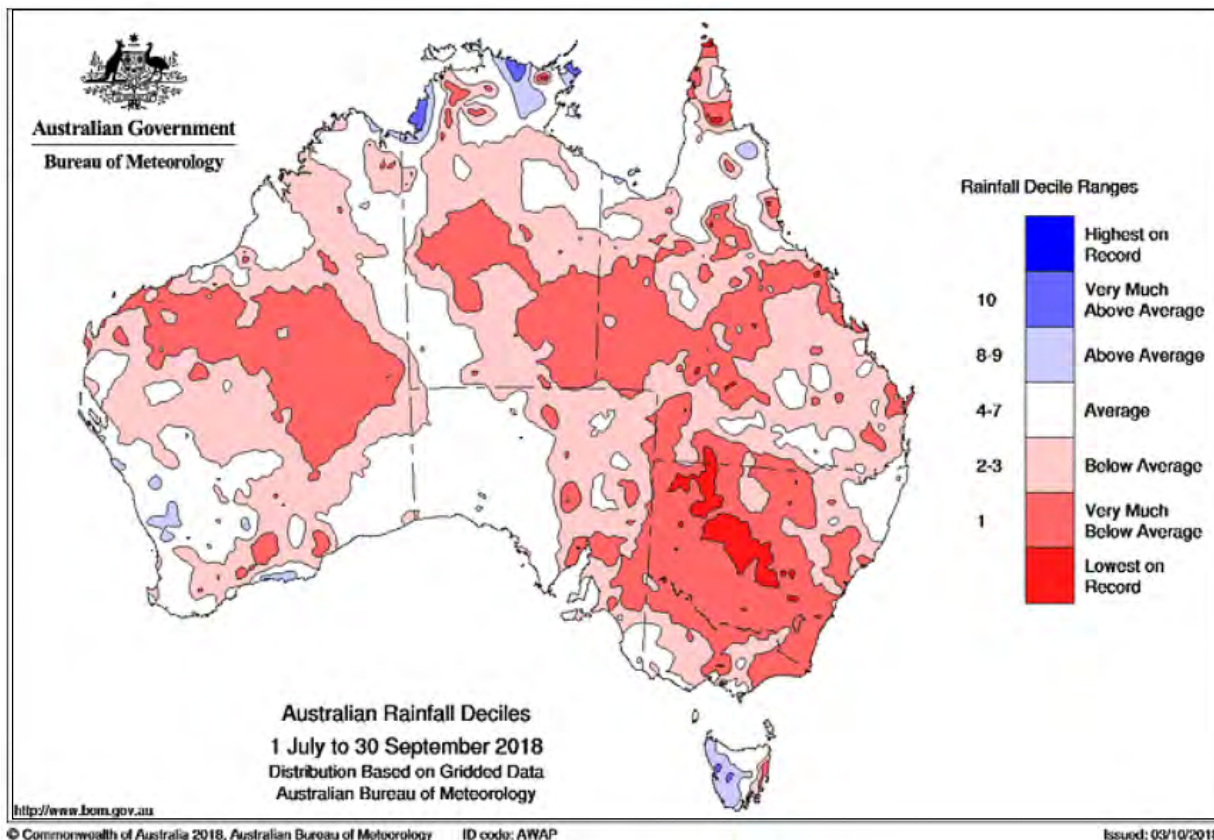 Australian Government
Bureau of Meteorology
Rainfall Decile Ranges
Highest on
Record
10
Very Much
Above Average
8-9
Above Average
4-7
Average
2-3
Below Average
1
Very Much
Below Average
Lowest on
Record
Australian Rainfall Deciles
1 July to 30 September 2018
Distribution Based on Gridded Data
Australian Bureau of Meteorology
http://www.bom.gov.au
© Commonwealth of Australia 2018, Australian Bureau of Meteorology ID code: AWAP Issued: 03/10/2018